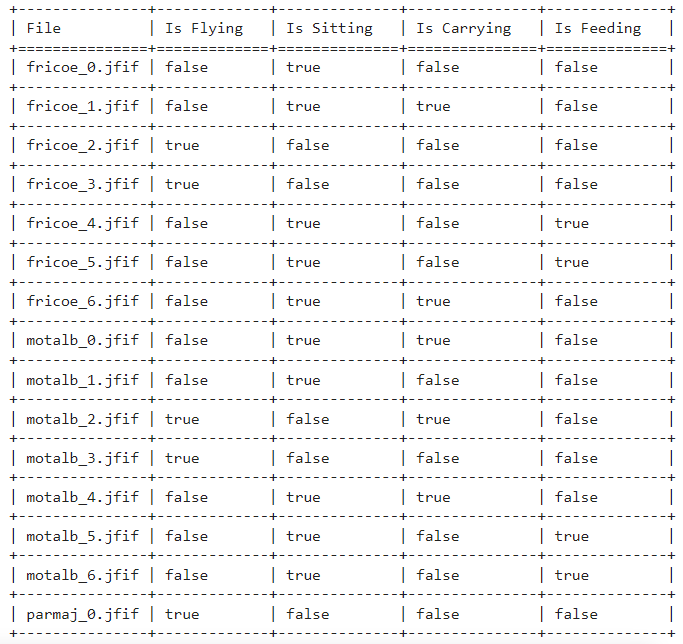 +---------------+------------+-------------+---------------+-------------+
| File          | Is Flying  | Is Sitting  | Is Carrying   | Is Feeding  |
+===============+============+=============+===============+=============+
| fricoe_0.jfif | false      | true        | false         | false       |
+---------------+------------+-------------+---------------+-------------+
| fricoe_1.jfif | false      | true        | true          | false       |
+---------------+------------+-------------+---------------+-------------+
| fricoe_2.jfif | true       | false       | false         | false       |
+---------------+------------+-------------+---------------+-------------+
| fricoe_3.jfif | true       | false       | false         | false       |
+---------------+------------+-------------+---------------+-------------+
| fricoe_4.jfif | false      | true        | false         | true        |
+---------------+------------+-------------+---------------+-------------+
| fricoe_5.jfif | false      | true        | false         | true        |
+---------------+------------+-------------+---------------+-------------+
| fricoe_6.jfif | false      | true        | true          | false       |
+---------------+------------+-------------+---------------+-------------+
| motalb_0.jfif | false      | true        | true          | false       |
+---------------+------------+-------------+---------------+-------------+
| motalb_1.jfif | false      | true        | false         | false       |
+---------------+------------+-------------+---------------+-------------+
| motalb_2.jfif | true       | false       | true          | false       |
+---------------+------------+-------------+---------------+-------------+
| motalb_3.jfif | true       | false       | false         | false       |
+---------------+------------+-------------+---------------+-------------+
| motalb_4.jfif | false      | true        | true          | false       |
+---------------+------------+-------------+---------------+-------------+
| motalb_5.jfif | false      | true        | false         | true        |
+---------------+------------+-------------+---------------+-------------+
| motalb_6.jfif | false      | true        | false         | true        |
+---------------+------------+-------------+---------------+-------------+
| parmaj_0.jfif | true       | false       | false         | false       |
+---------------+------------+-------------+---------------+-------------+